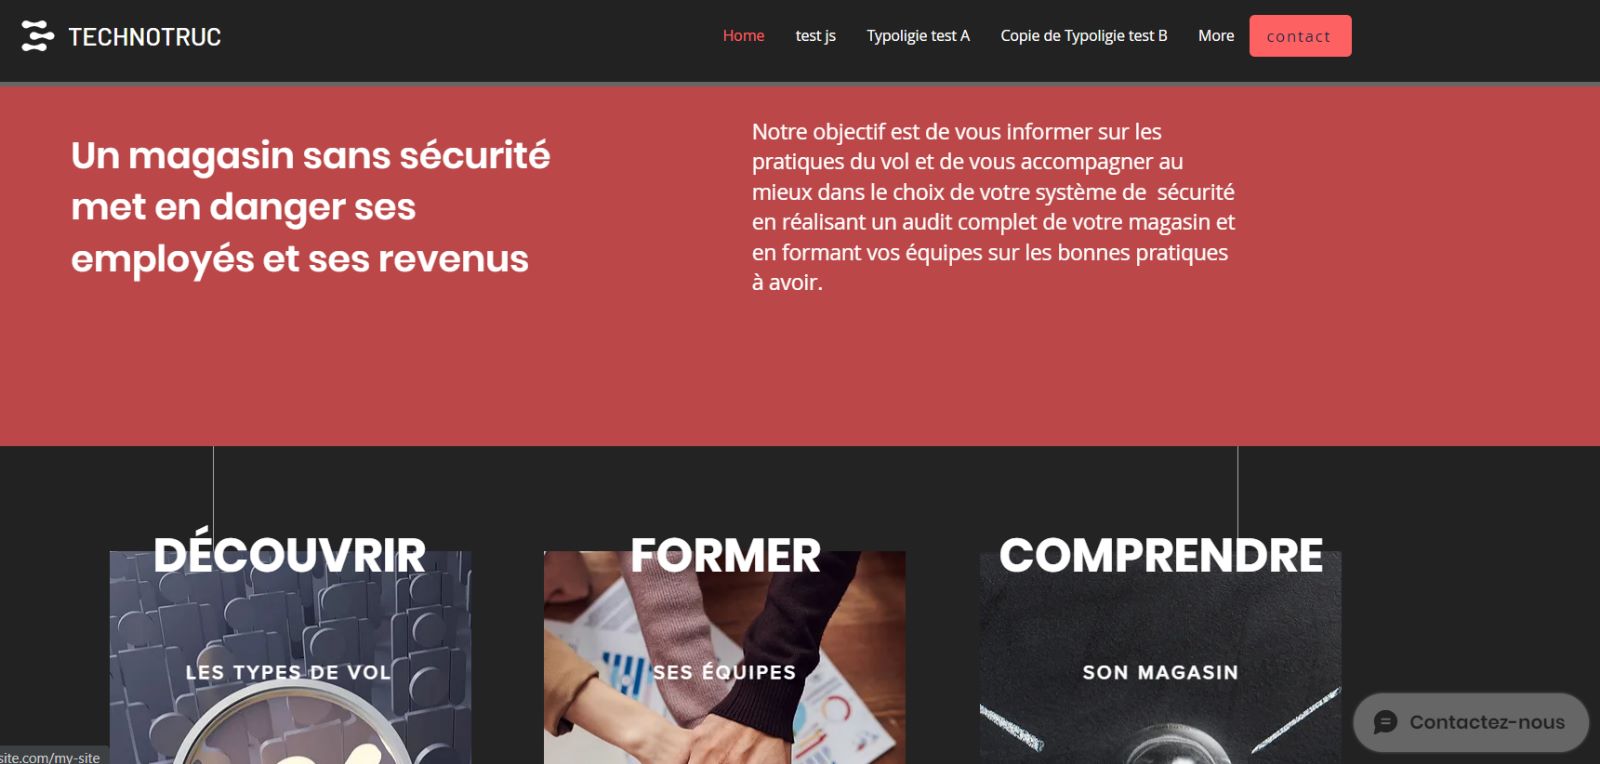 TECHNOTRUC
Home test js Typoligie test A Copie de Typoligie test B More contact
Un magasin sans sécurité
met en danger ses
employés et ses revenus
Notre objectif est de vous informer sur les
pratiques du vol et de vous accompagner au
mieux dans le choix de votre système de  sécurité
en réalisant un audit complet de votre magasin et
en formant vos équipes sur les bonnes pratiques
à avoir.
DÉCOUVRIR
LES TYPES DE VOL
FORMER
SES ÉQUIPES
COMPRENDRE
SON MAGASIN
Contactez-nous
site.com/my-site